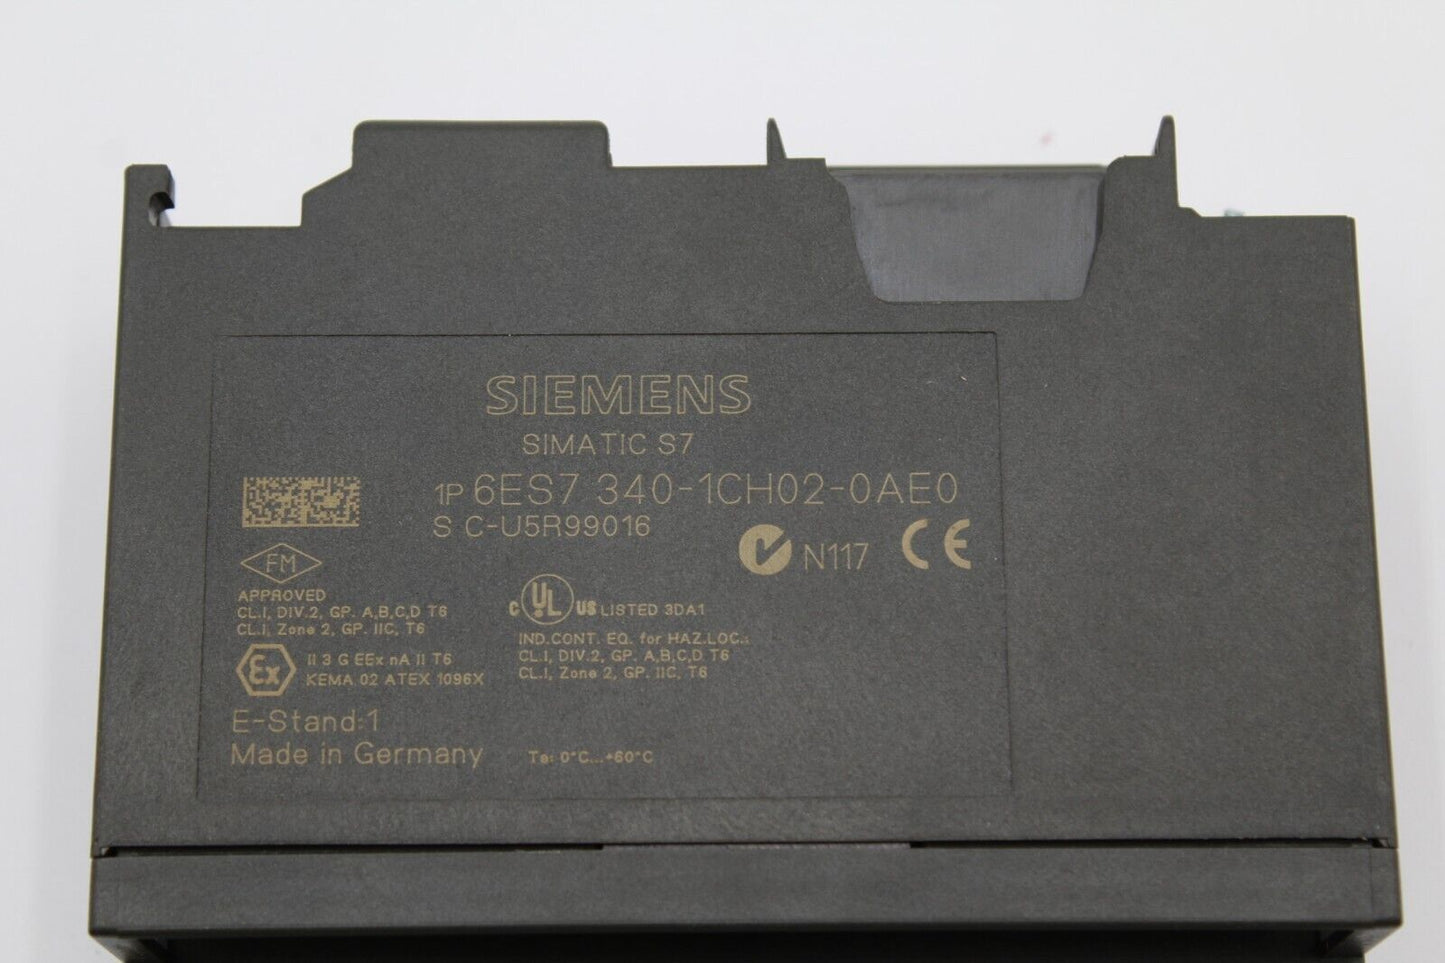 SIEMENS
SIMATIC S7
1P 6ES7 340-1CH02-0AE0
S C-U5R99016
N117 CE
FM
APPROVED
CL.I, DIV.2, GP. A,B,C,D T6
CL.I, Zone 2, GP. IIC, T6
c UL US LISTED 3DA1
IND.CONT. EQ. for HAZ.LOC.:
CL.I, DIV.2, GP. A,B,C,D T6
CL.I, Zone 2, GP. IIC, T6
Ex II 3 G EEx nA II T6
KEMA 02 ATEX 1096X
E-Stand:1
Made in Germany
Ta: 0°C...+60°C